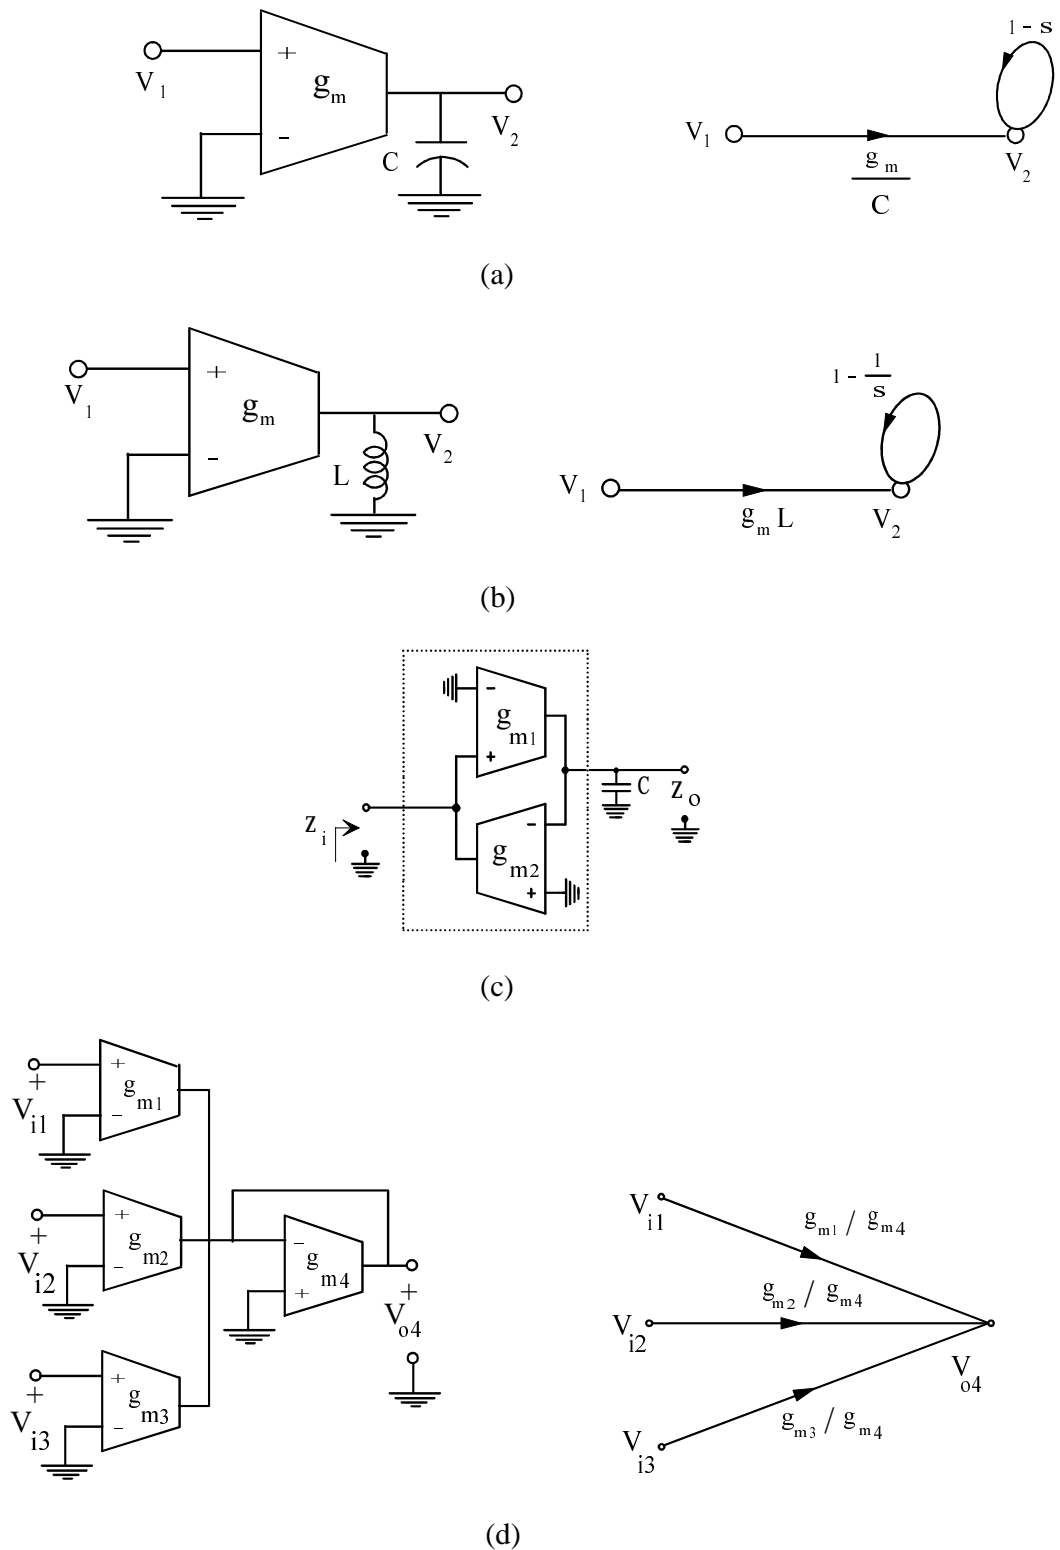 1 - s
V1 + gm - C V2
V1 gm / C V2
(a)
V1 + gm - L V2
1 - 1/s
V1 gm L V2
(b)
- gm1 +
C zo
zi
- gm2 +
(c)
+ gm1 -
+ Vi1
+ gm2 -
+ Vi2
- gm4 +
+ Vo4
+ gm3 -
+ Vi3
Vi1 gm1 / gm4
gm2 / gm4
Vi2 Vo4
gm3 / gm4
Vi3
(d)